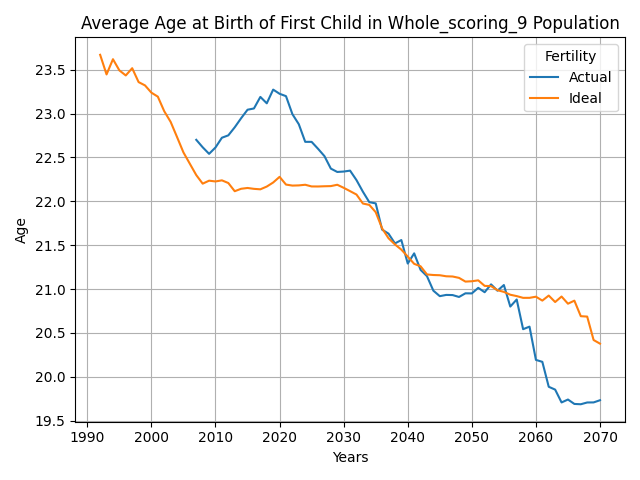 Average Age at Birth of First Child in Whole_scoring_9 Population
Fertility
Actual
Ideal
Age
23.5
23.0
22.5
22.0
21.5
21.0
20.5
20.0
19.5
1990 2000 2010 2020 2030 2040 2050 2060 2070
Years